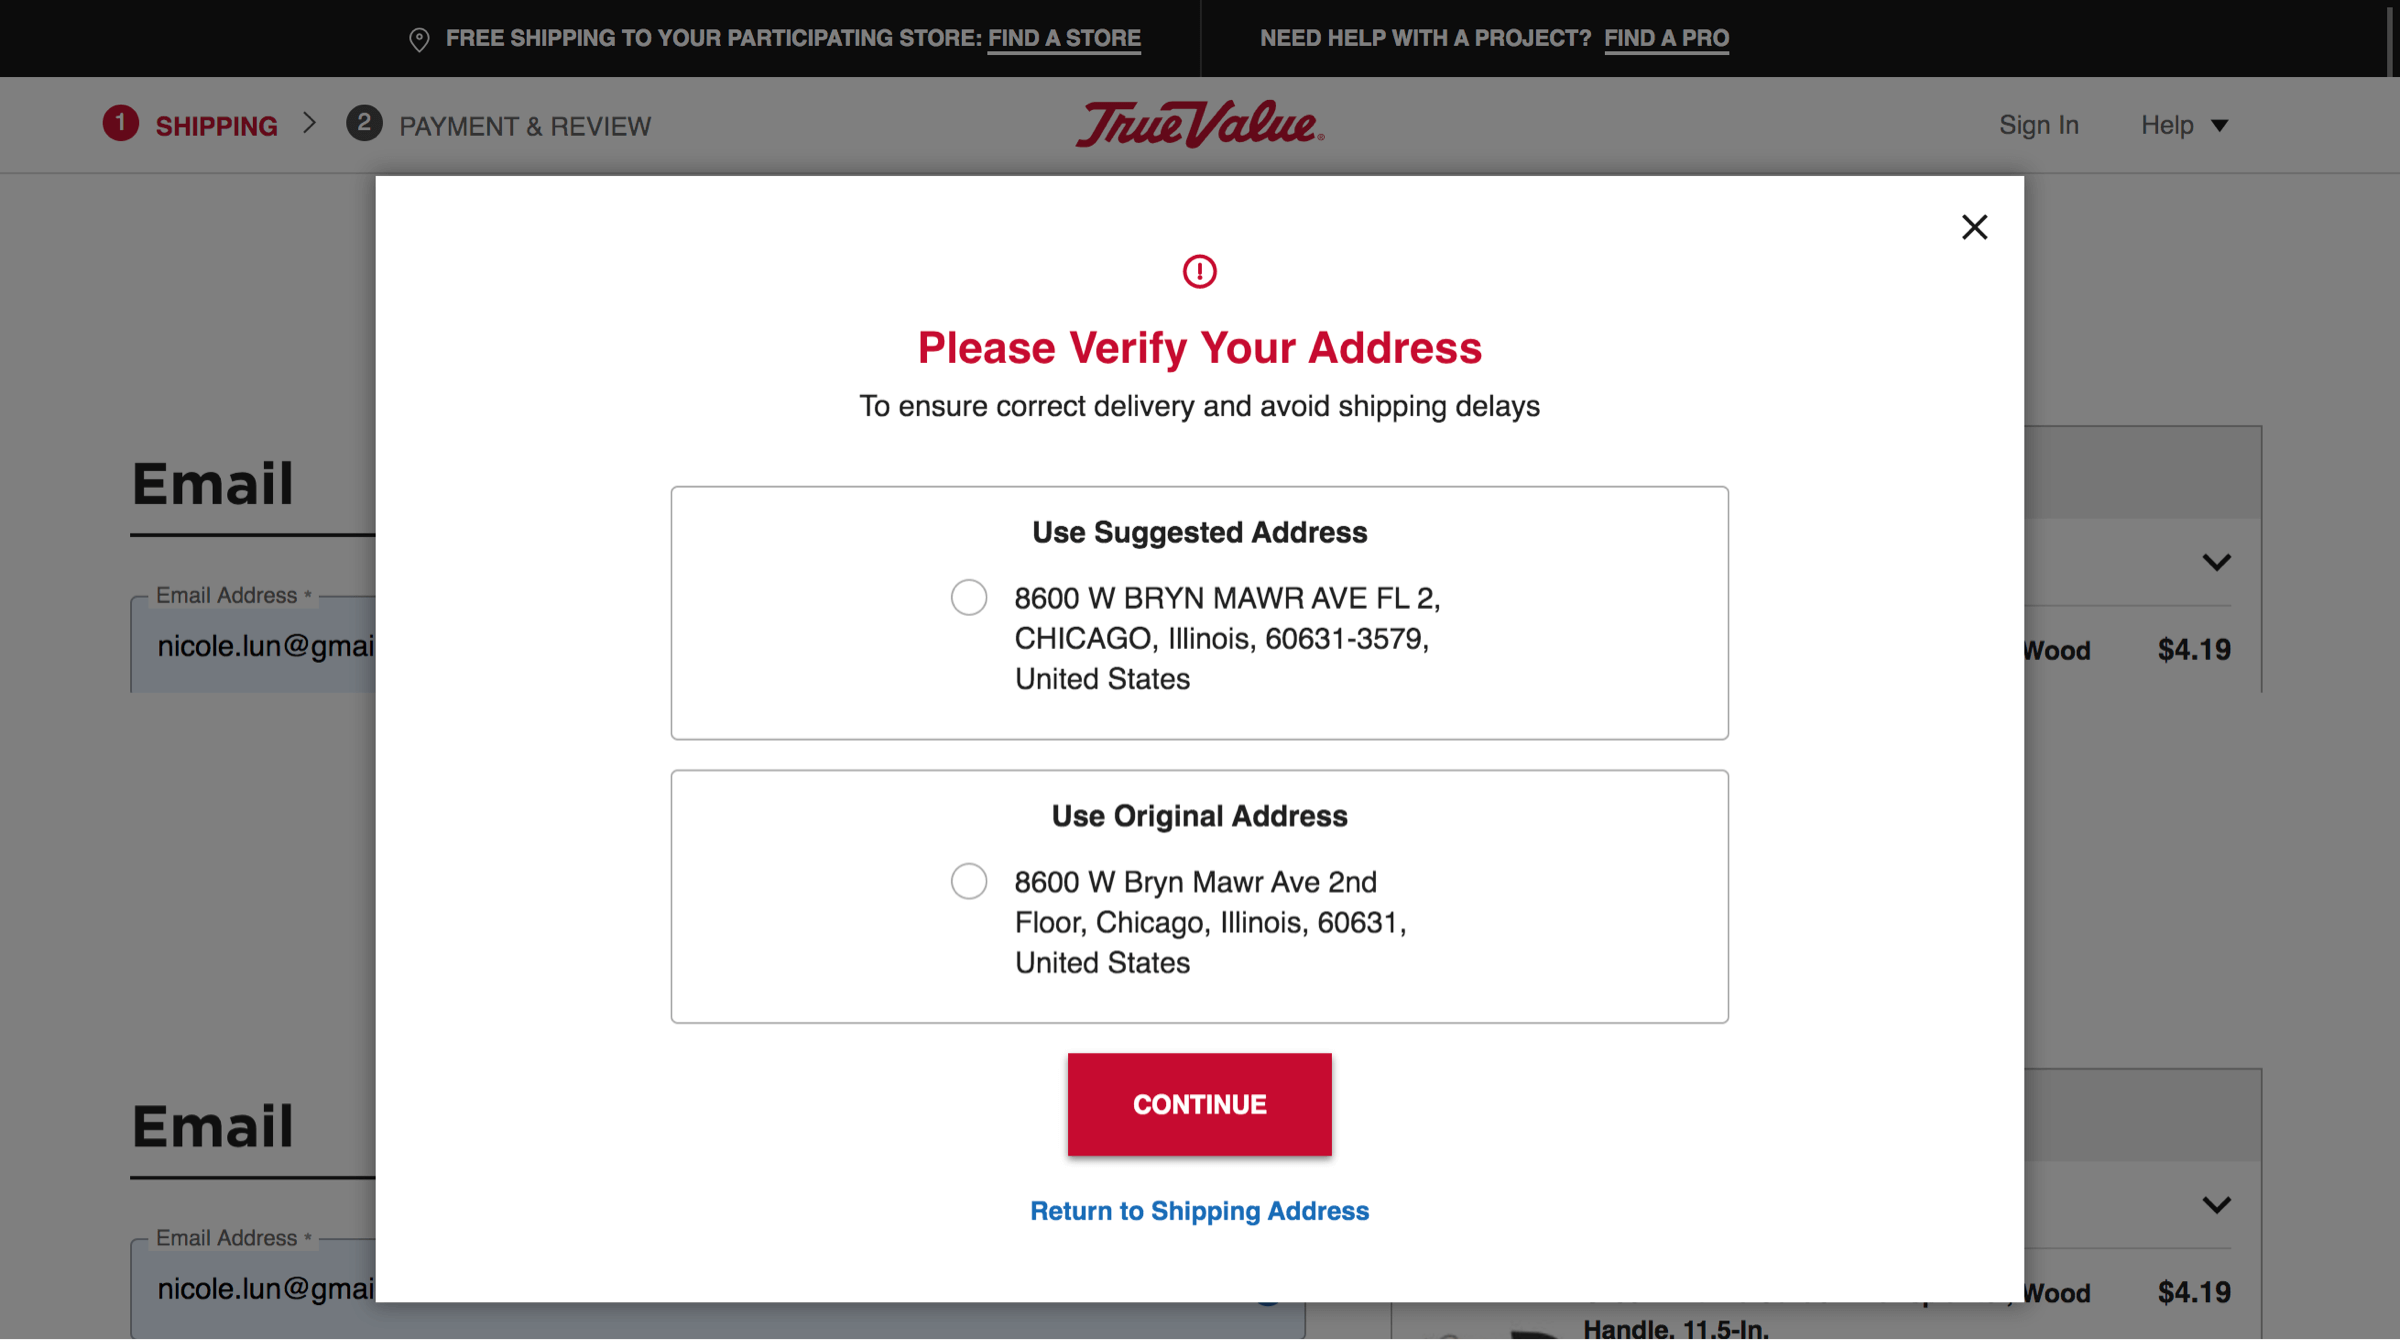 FREE SHIPPING TO YOUR PARTICIPATING STORE: FIND A STORE
NEED HELP WITH A PROJECT? FIND A PRO
1 SHIPPING > 2 PAYMENT & REVIEW
True Value®
Sign In
Help
Please Verify Your Address
To ensure correct delivery and avoid shipping delays
Use Suggested Address
8600 W BRYN MAWR AVE FL 2,
CHICAGO, Illinois, 60631-3579,
United States
Use Original Address
8600 W Bryn Mawr Ave 2nd
Floor, Chicago, Illinois, 60631,
United States
CONTINUE
Return to Shipping Address
Email
Email Address *
nicole.lun@gmai
Wood $4.19
Email
Email Address *
nicole.lun@gmai
Wood $4.19
Handle, 11.5-In.